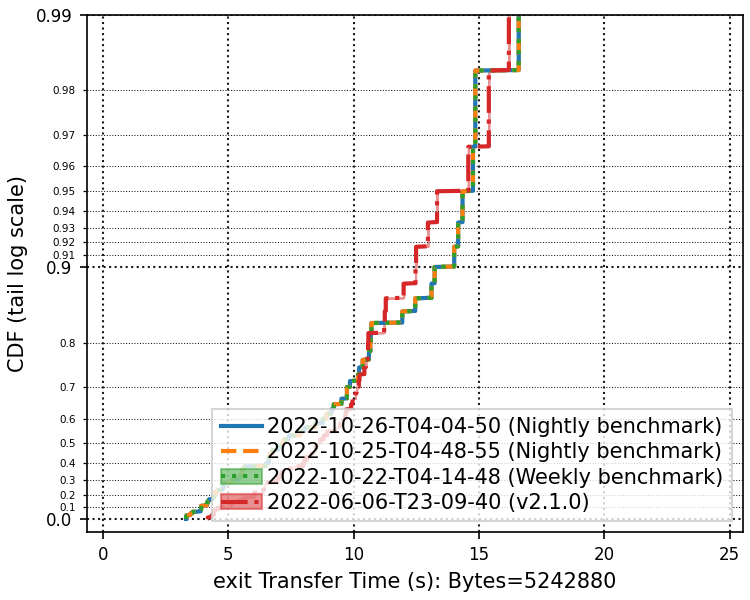 0.99
0.98
0.97
0.96
0.95
0.94
0.93
0.92
0.91
0.9
0.8
0.7
0.6
0.5
0.4
0.3
0.2
0.1
0.0
CDF (tail log scale)
2022-10-26-T04-04-50 (Nightly benchmark)
2022-10-25-T04-48-55 (Nightly benchmark)
2022-10-22-T04-14-48 (Weekly benchmark)
2022-06-06-T23-09-40 (v2.1.0)
0 5 10 15 20 25
exit Transfer Time (s): Bytes=5242880